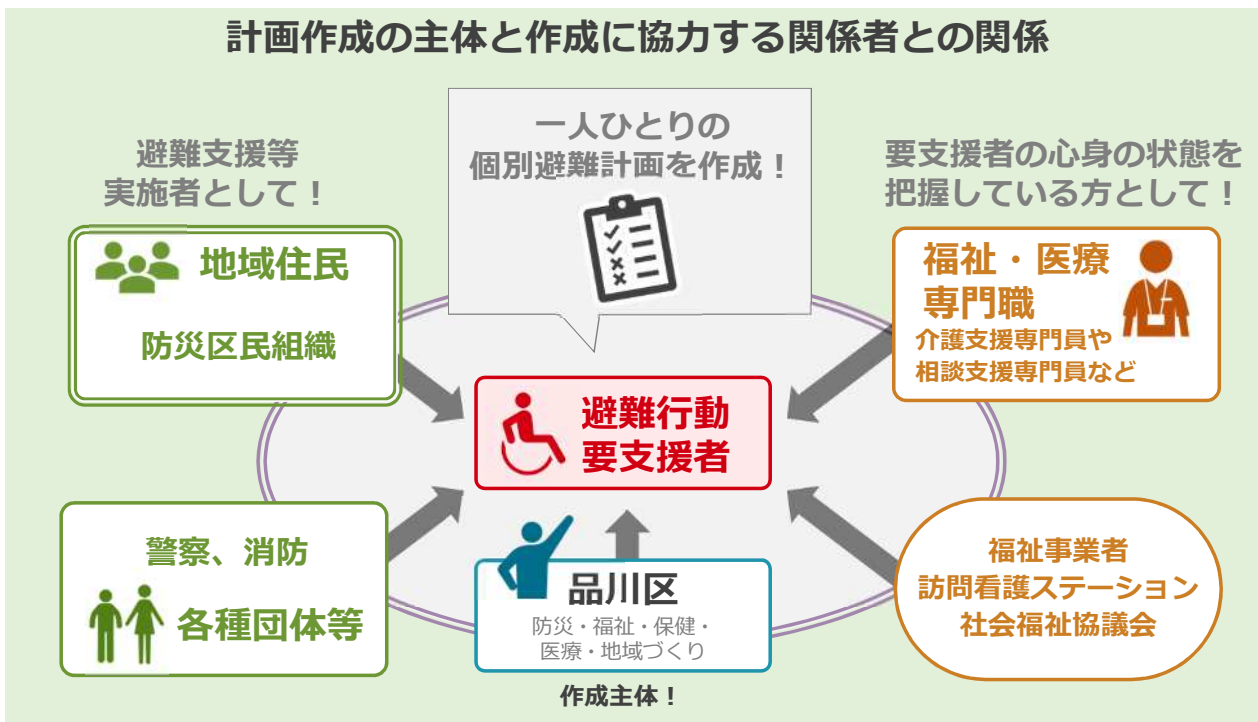 計画作成の主体と作成に協力する関係者との関係
一人ひとりの
個別避難計画を作成！
避難支援等
実施者として！
地域住民
防災区民組織
要支援者の心身の状態を
把握している方として！
福祉・医療
専門職
介護支援専門員や
相談支援専門員など
避難行動
要支援者
警察、消防
各種団体等
品川区
防災・福祉・保健・
医療・地域づくり
作成主体！
福祉事業者
訪問看護ステーション
社会福祉協議会